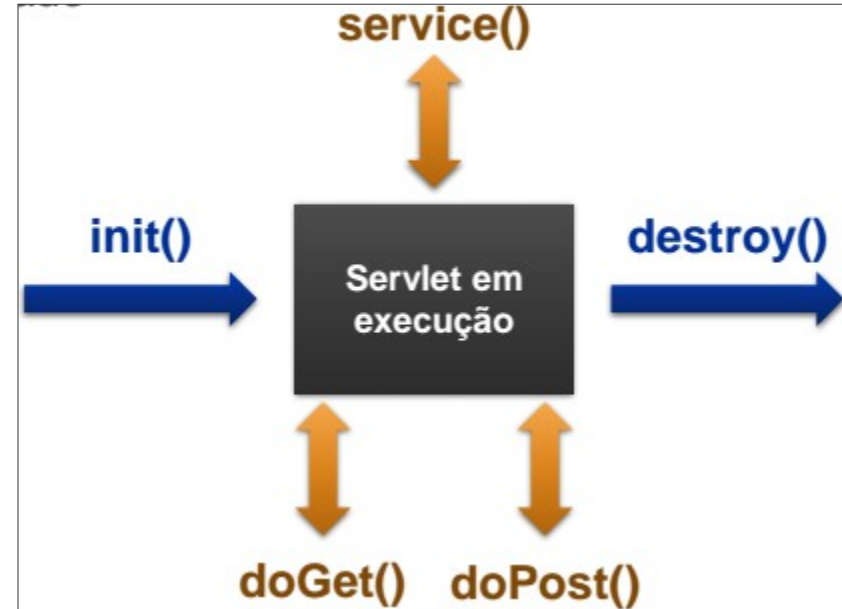 service()
init()
destroy()
Servlet em
execução
doGet()
doPost()